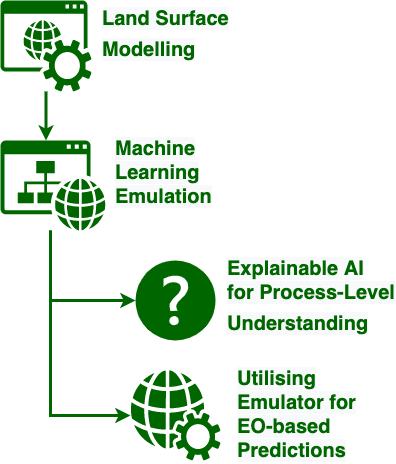 Land Surface
Modelling
Machine
Learning
Emulation
?
Explainable AI
for Process-Level
Understanding
Utilising
Emulator for
EO-based
Predictions